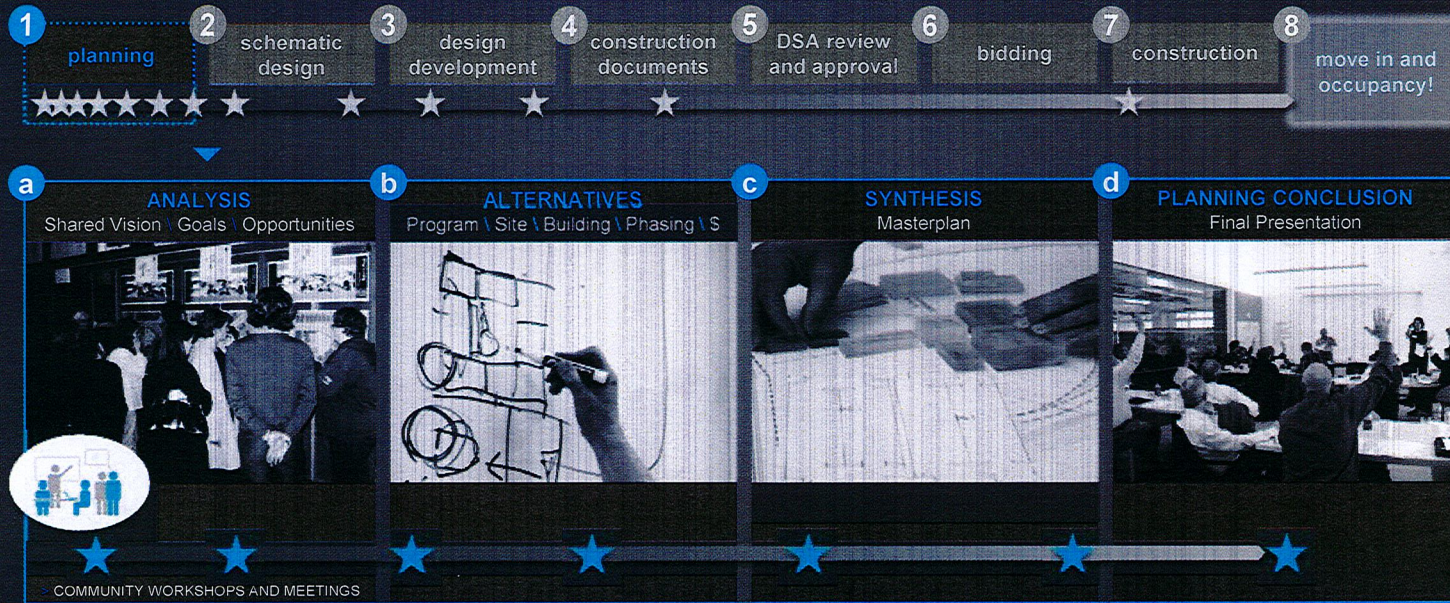 1
planning
2
schematic
design
3
design
development
4
construction
documents
5
DSA review
and approval
6
bidding
7
construction
8
move in and
occupancy!
a
ANALYSIS
Shared Vision \ Goals \ Opportunities
b
ALTERNATIVES
Program \ Site \ Building \ Phasing \ $
c
SYNTHESIS
Masterplan
d
PLANNING CONCLUSION
Final Presentation
> COMMUNITY WORKSHOPS AND MEETINGS